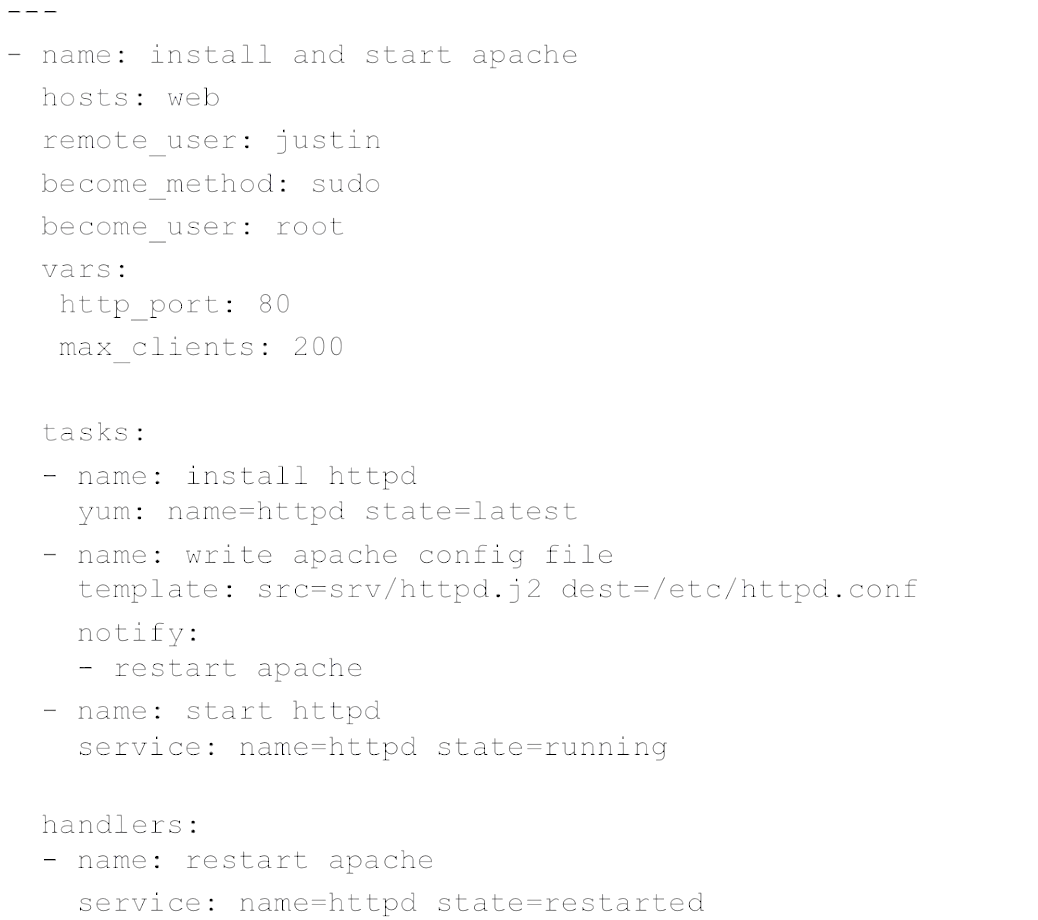 ---
- name: install and start apache
  hosts: web
  remote_user: justin
  become_method: sudo
  become_user: root
  vars:
   http_port: 80
   max_clients: 200

  tasks:
  - name: install httpd
    yum: name=httpd state=latest
  - name: write apache config file
    template: src=srv/httpd.j2 dest=/etc/httpd.conf
    notify:
    - restart apache
  - name: start httpd
    service: name=httpd state=running

  handlers:
  - name: restart apache
    service: name=httpd state=restarted